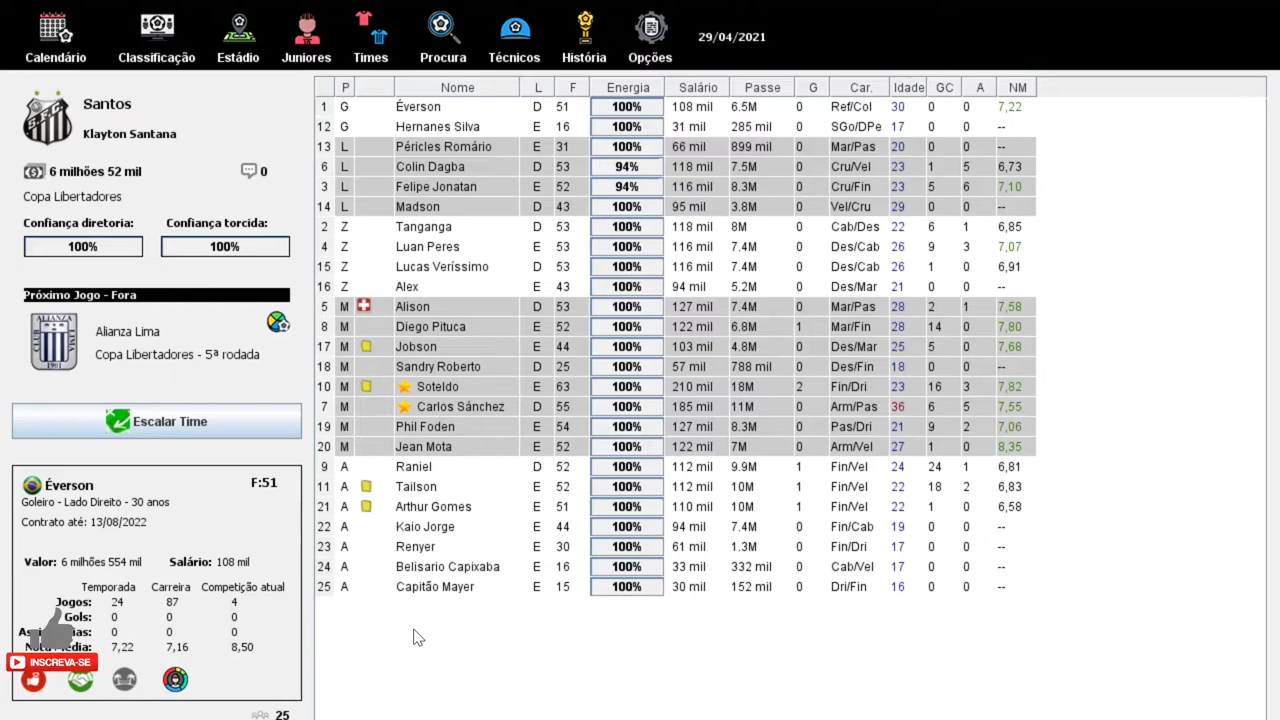 Calendário Classificação Estádio Juniores Times Procura Técnicos História Opções 29/04/2021
Santos
Klayton Santana
6 milhões 52 mil 0
Copa Libertadores
Confiança diretoria: Confiança torcida:
100% 100%
Próximo Jogo - Fora
Alianza Lima
Copa Libertadores - 5ª rodada
ALIANZA
LIMA
1901
Escalar Time
Éverson F:51
Goleiro - Lado Direito - 30 anos
Contrato até: 13/08/2022
Valor: 6 milhões 554 mil Salário: 108 mil
Temporada Carreira Competição atual
Jogos: 24 87 4
Gols: 0 0 0
0 0 0
7,22 7,16 8,50
INSCREVA-SE
25
P Nome L F Energia Salário Passe G Car. Idade GC A NM
1 G Éverson D 51 100% 108 mil 6.5M 0 Ref/Col 30 0 0 7,22
12 G Hernanes Silva E 16 100% 31 mil 285 mil 0 SGo/DPe 17 0 0 --
13 L Péricles Romário E 31 100% 66 mil 899 mil 0 Mar/Pas 20 0 0 --
6 L Colin Dagba D 53 94% 118 mil 7.5M 0 Cru/Vel 23 1 5 6,73
3 L Felipe Jonatan E 52 94% 116 mil 8.3M 0 Cru/Fin 23 5 6 7,10
14 L Madson D 43 100% 95 mil 3.8M 0 Vel/Cru 29 0 0 --
2 Z Tanganga D 53 100% 118 mil 8M 0 Cab/Des 22 6 1 6,85
4 Z Luan Peres E 53 100% 116 mil 7.4M 0 Des/Cab 26 9 3 7,07
15 Z Lucas Veríssimo D 53 100% 116 mil 7.4M 0 Des/Cab 26 1 0 6,91
16 Z Alex E 43 100% 94 mil 5.2M 0 Des/Mar 21 0 0 --
5 M Alison D 53 100% 127 mil 7.4M 0 Mar/Pas 28 2 1 7,58
8 M Diego Pituca E 52 100% 122 mil 6.8M 1 Mar/Fin 28 14 0 7,80
17 M Jobson E 44 100% 103 mil 4.8M 0 Des/Mar 25 5 0 7,68
18 M Sandry Roberto D 25 100% 57 mil 788 mil 0 Des/Fin 18 0 0 --
10 M Soteldo E 63 100% 210 mil 18M 2 Fin/Dri 23 16 3 7,82
7 M Carlos Sánchez D 55 100% 185 mil 11M 0 Arm/Pas 36 6 5 7,55
19 M Phil Foden E 54 100% 127 mil 8.3M 0 Pas/Dri 21 9 2 7,06
20 M Jean Mota E 52 100% 122 mil 7M 0 Arm/Vel 27 1 0 8,35
9 A Raniel D 52 100% 112 mil 9.9M 1 Fin/Vel 24 24 1 6,81
11 A Tailson E 52 100% 112 mil 10M 1 Fin/Vel 22 18 2 6,83
21 A Arthur Gomes E 51 100% 110 mil 10M 1 Fin/Vel 22 1 0 6,58
22 A Kaio Jorge E 44 100% 94 mil 7.4M 0 Fin/Cab 19 0 0 --
23 A Renyer E 30 100% 61 mil 1.3M 0 Fin/Dri 17 0 0 --
24 A Belisario Capixaba E 16 100% 33 mil 332 mil 0 Cab/Vel 17 0 0 --
25 A Capitão Mayer E 15 100% 30 mil 152 mil 0 Dri/Fin 16 0 0 --